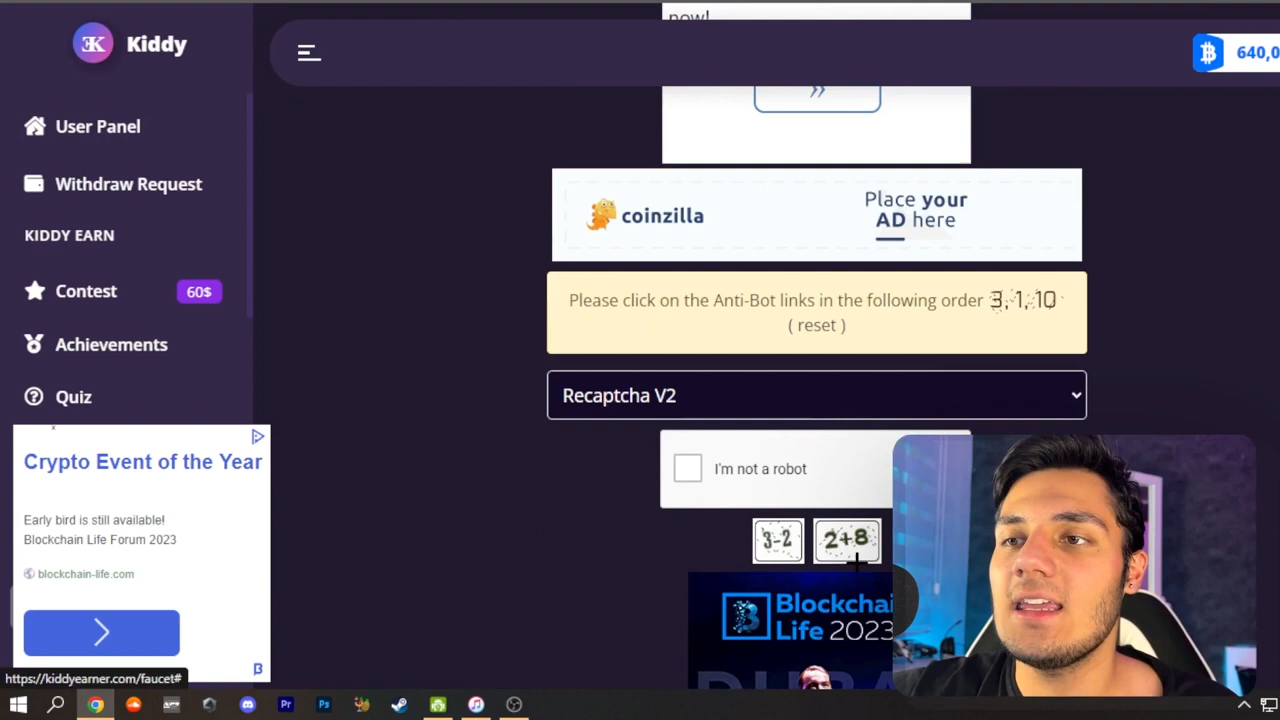 Kiddy
now!
640,0
User Panel
Withdraw Request
KIDDY EARN
Contest
60$
Achievements
Quiz
coinzilla
Place your
AD here
Please click on the Anti-Bot links in the following order 3, 1, 10
( reset )
Recaptcha V2
I'm not a robot
3-2
2+8
x
Crypto Event of the Year
Early bird is still available!
Blockchain Life Forum 2023
blockchain-life.com
Blockchai
Life 2023
https://kiddyearner.com/faucet#
Pr
Ps